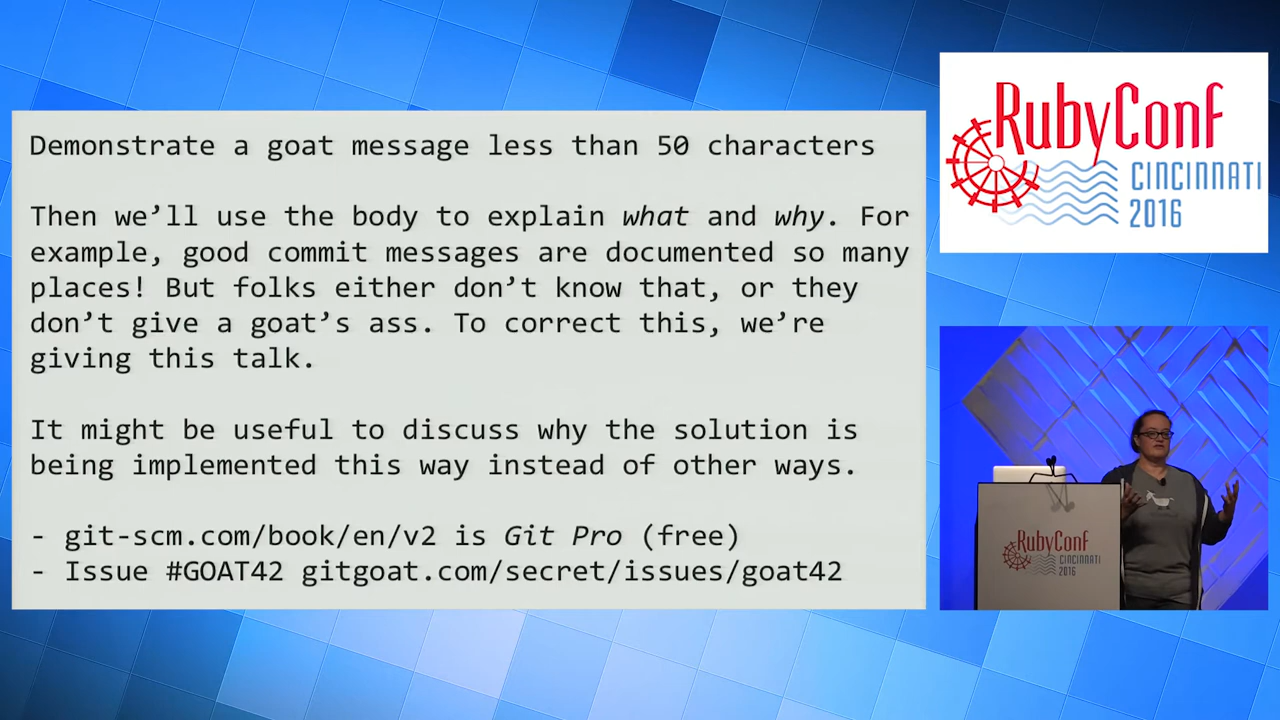 Demonstrate a goat message less than 50 characters
Then we’ll use the body to explain what and why. For
example, good commit messages are documented so many
places! But folks either don’t know that, or they
don’t give a goat’s ass. To correct this, we’re
giving this talk.
It might be useful to discuss why the solution is
being implemented this way instead of other ways.
- git-scm.com/book/en/v2 is Git Pro (free)
- Issue #GOAT42 gitgoat.com/secret/issues/goat42
RubyConf
CINCINNATI
2016
RubyConf
CINCINNATI
2016